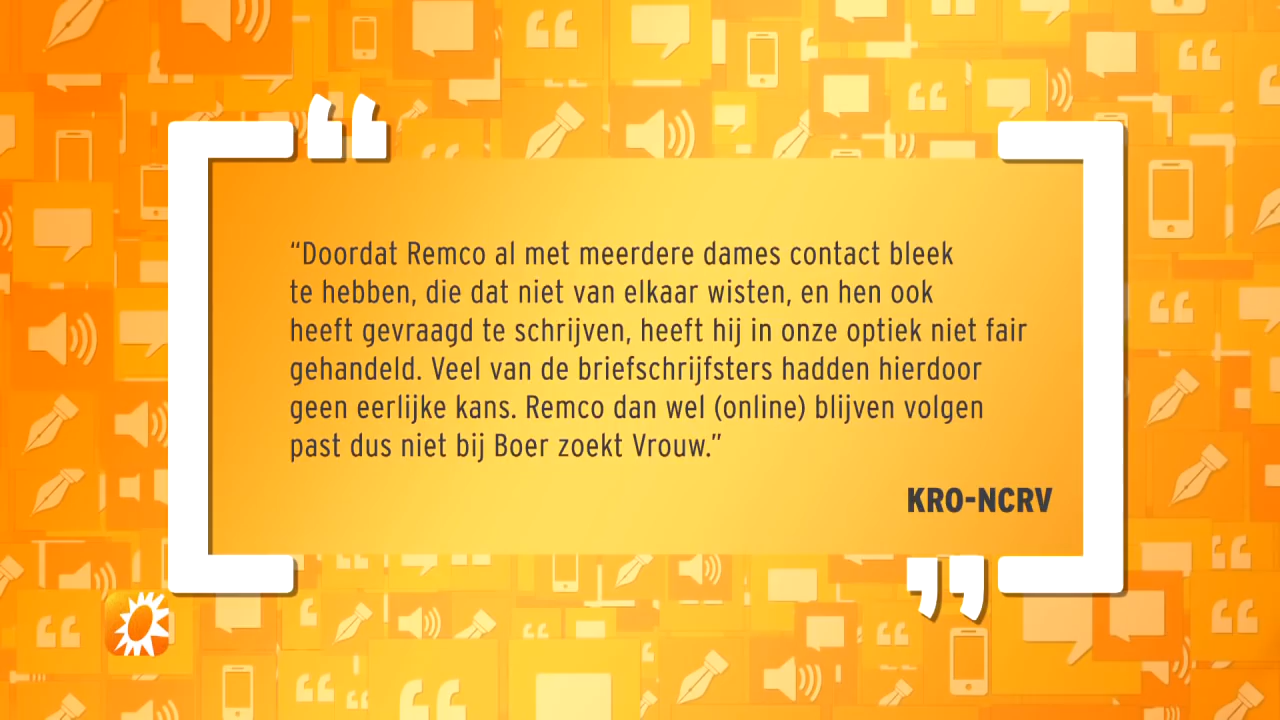 “Doordat Remco al met meerdere dames contact bleek
te hebben, die dat niet van elkaar wisten, en hen ook
heeft gevraagd te schrijven, heeft hij in onze optiek niet fair
gehandeld. Veel van de briefschrijfsters hadden hierdoor
geen eerlijke kans. Remco dan wel (online) blijven volgen
past dus niet bij Boer zoekt Vrouw.”
KRO-NCRV